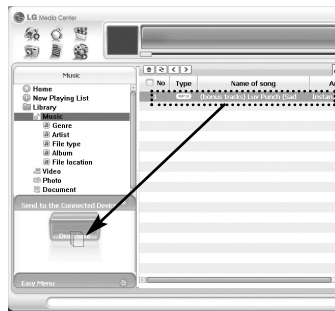 LG Media Center
Music
Home
Now Playing List
Library
Music
Genre
Artist
File type
Album
File location
Video
Photo
Document
Send to the Connected Device
Easy Menu
No Type Name of song
(bonus track) Luv Punch (Sad